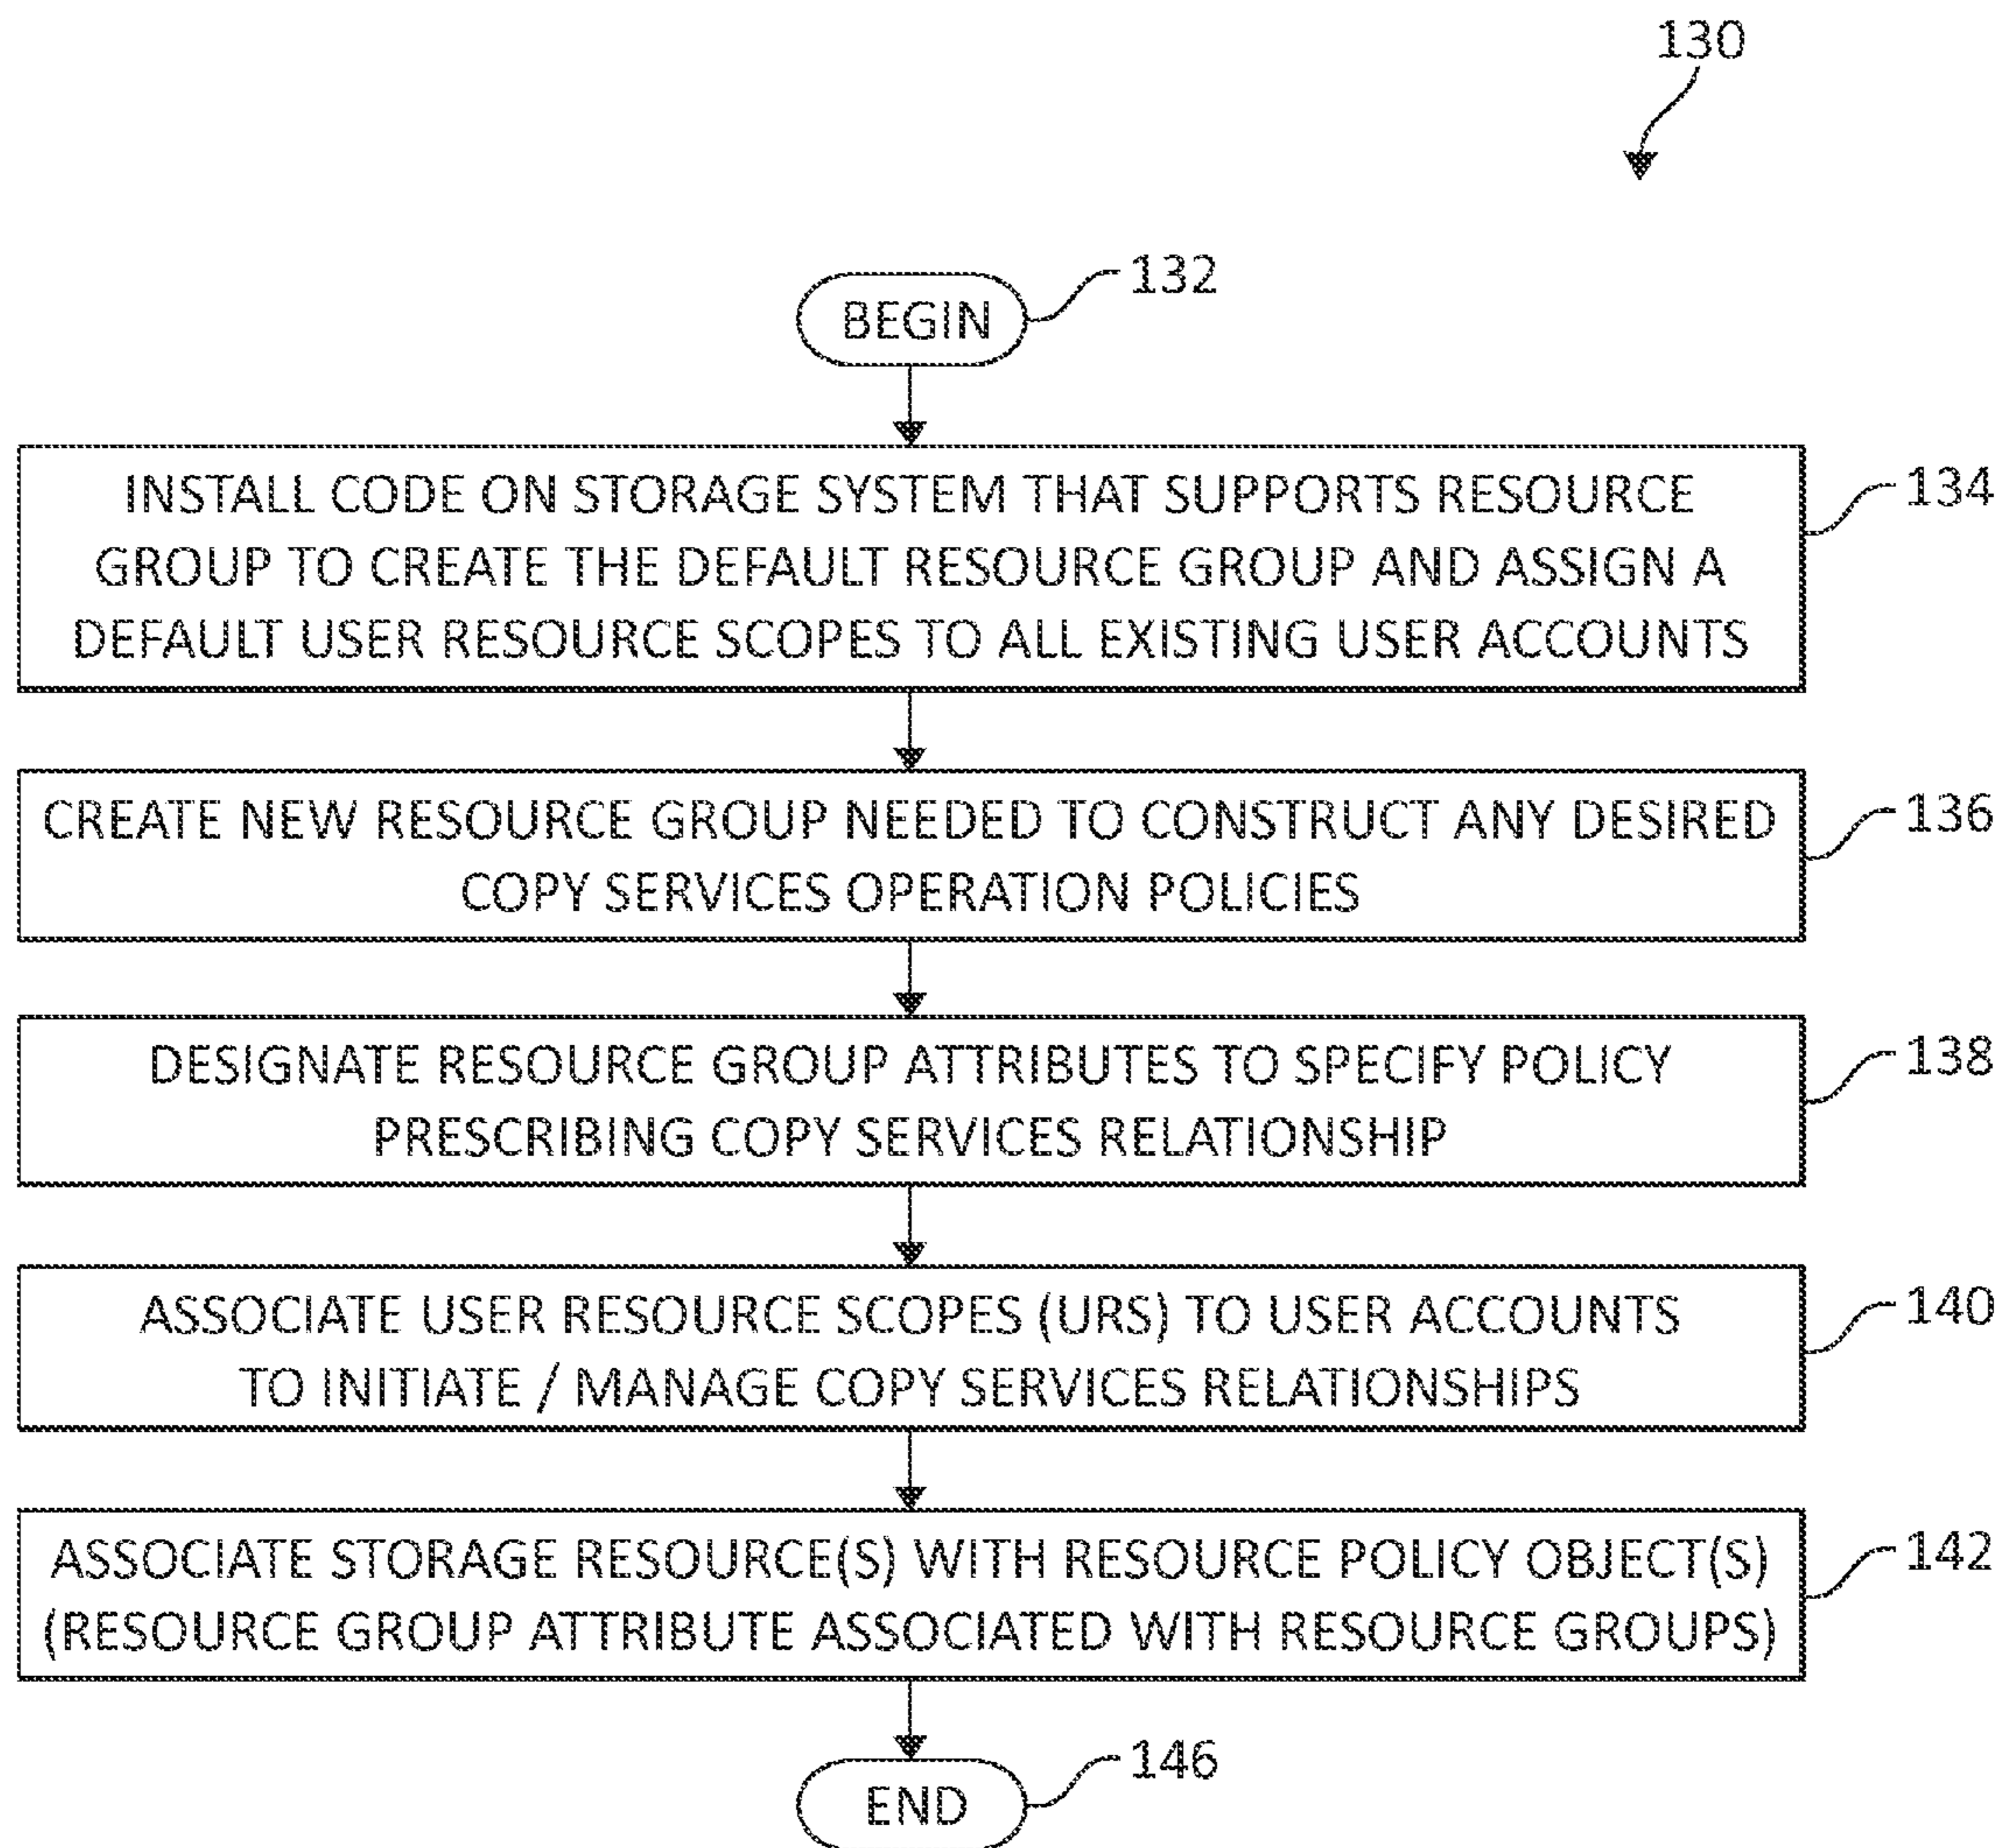 130
BEGIN
132
INSTALL CODE ON STORAGE SYSTEM THAT SUPPORTS RESOURCE
GROUP TO CREATE THE DEFAULT RESOURCE GROUP AND ASSIGN A
DEFAULT USER RESOURCE SCOPES TO ALL EXISTING USER ACCOUNTS
134
CREATE NEW RESOURCE GROUP NEEDED TO CONSTRUCT ANY DESIRED
COPY SERVICES OPERATION POLICIES
136
DESIGNATE RESOURCE GROUP ATTRIBUTES TO SPECIFY POLICY
PRESCRIBING COPY SERVICES RELATIONSHIP
138
ASSOCIATE USER RESOURCE SCOPES (URS) TO USER ACCOUNTS
TO INITIATE / MANAGE COPY SERVICES RELATIONSHIPS
140
ASSOCIATE STORAGE RESOURCE(S) WITH RESOURCE POLICY OBJECT(S)
(RESOURCE GROUP ATTRIBUTE ASSOCIATED WITH RESOURCE GROUPS)
142
END
146